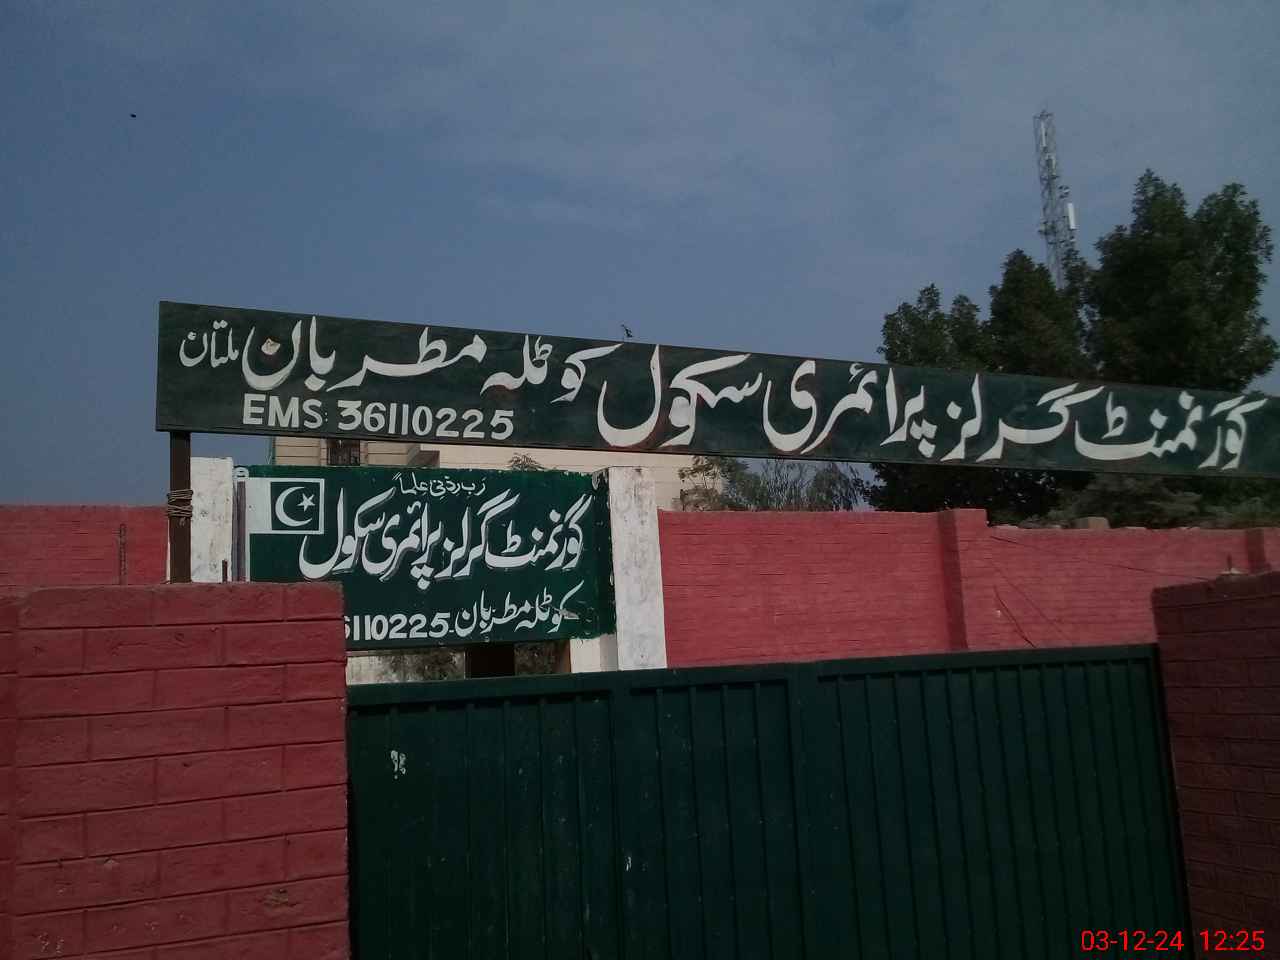 گورنمنٹ گرلز پرائمری سکول کوٹلہ مطربان ملتان
EMS: 36110225
رَب زدنی علماً
گورنمنٹ گرلز پرائمری سکول
کوٹلہ مطربان
6110225
03-12-24 12:25